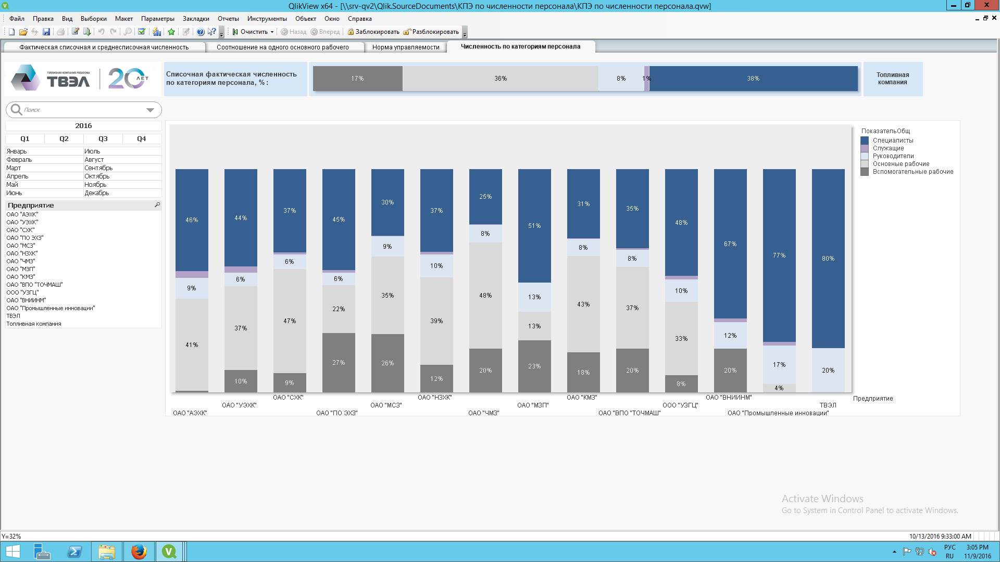 QlikView x64 - [\\srv-qv2\Qlik.SourceDocuments\КПЭ по численности персонала\КПЭ по численности персонала.qvw]
Файл Правка Вид Выборки Макет Параметры Закладки Отчеты Инструменты Объект Окно Справка
Очистить Назад Вперед Заблокировать Разблокировать
Фактическая списочная и среднесписочная численность Соотношение на одного основного рабочего Норма управляемости Численность по категориям персонала
ТОПЛИВНАЯ КОМПАНИЯ РОСАТОМА
ТВЭЛ 20 ЛЕТ
Списочная фактическая численность
по категориям персонала, % :
17% 36% 8% 1% 38%
Топливная
компания
Поиск
2016
Q1 Q2 Q3 Q4
Январь Июль
Февраль Август
Март Сентябрь
Апрель Октябрь
Май Ноябрь
Июнь Декабрь
Предприятие
ОАО "АЭХК"
ОАО "УЭХК"
ОАО "СХК"
ОАО "ПО ЭХЗ"
ОАО "МСЗ"
ОАО "НЗХК"
ОАО "ЧМЗ"
ОАО "МЗП"
ОАО "КМЗ"
ОАО "ВПО "ТОЧМАШ"
ООО "УЗГЦ"
ОАО "ВНИИНМ"
ОАО "Промышленные инновации"
ТВЭЛ
Топливная компания
46% 9% 41%
44% 6% 37% 10%
37% 6% 47% 9%
45% 6% 22% 27%
30% 9% 35% 26%
37% 10% 39% 12%
25% 8% 48% 20%
51% 13% 13% 23%
31% 8% 43% 18%
35% 8% 37% 20%
48% 10% 33% 8%
67% 12% 20%
77% 17% 4%
80% 20%
ОАО "АЭХК" ОАО "УЭХК" ОАО "СХК" ОАО "ПО ЭХЗ" ОАО "МСЗ" ОАО "НЗХК" ОАО "ЧМЗ" ОАО "МЗП" ОАО "КМЗ" ОАО "ВПО "ТОЧМАШ" ООО "УЗГЦ" ОАО "ВНИИНМ" ОАО "Промышленные инновации" ТВЭЛ
Предприятие
ПоказательОбщ
Специалисты
Служащие
Руководители
Основные рабочие
Вспомогательные рабочие
Activate Windows
Go to System in Control Panel to activate Windows.
Y=32%
10/13/2016 9:33:00 AM
РУС 3:05 PM
RU 11/9/2016